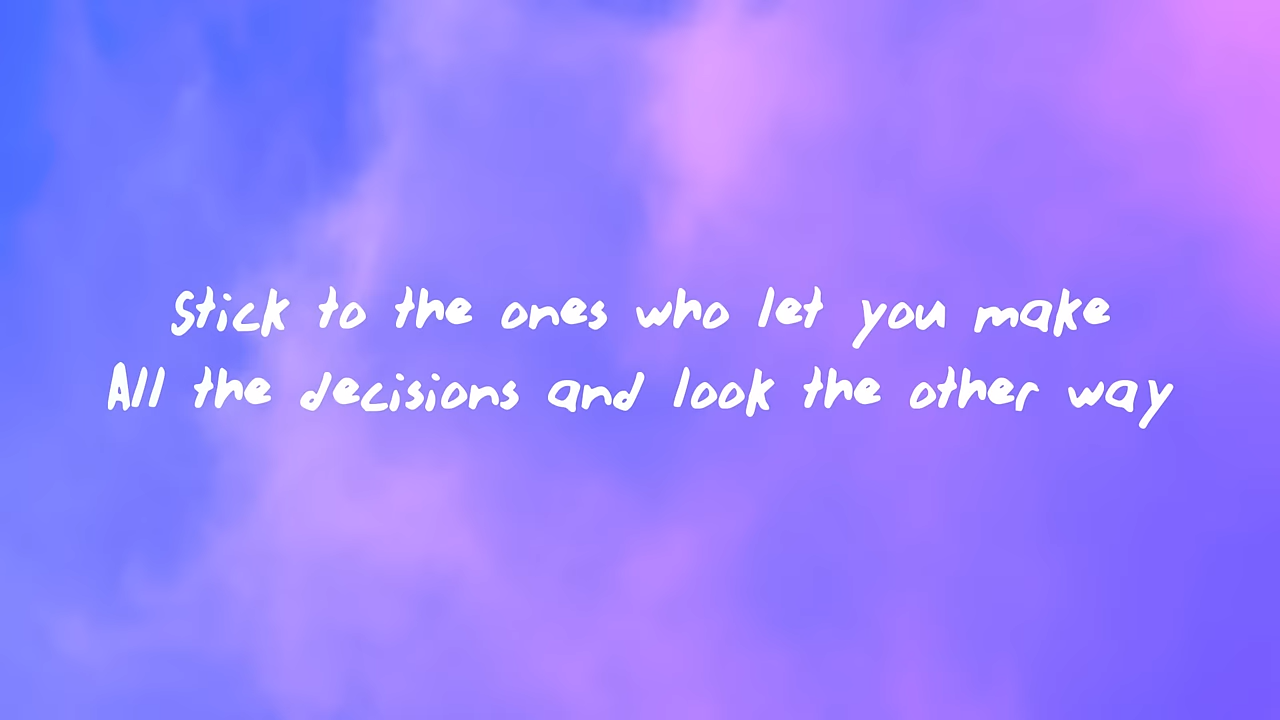 Stick to the ones who let you make
All the decisions and look the other way